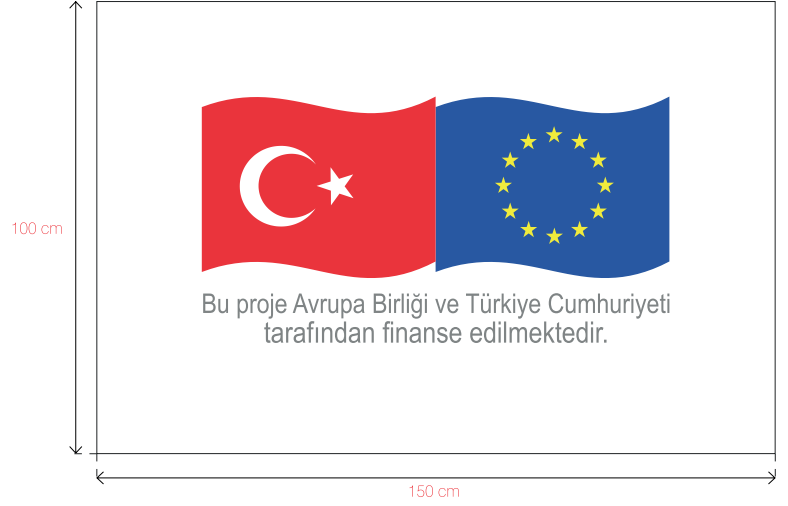 100 cm
Bu proje Avrupa Birliği ve Türkiye Cumhuriyeti
tarafından finanse edilmektedir.
150 cm